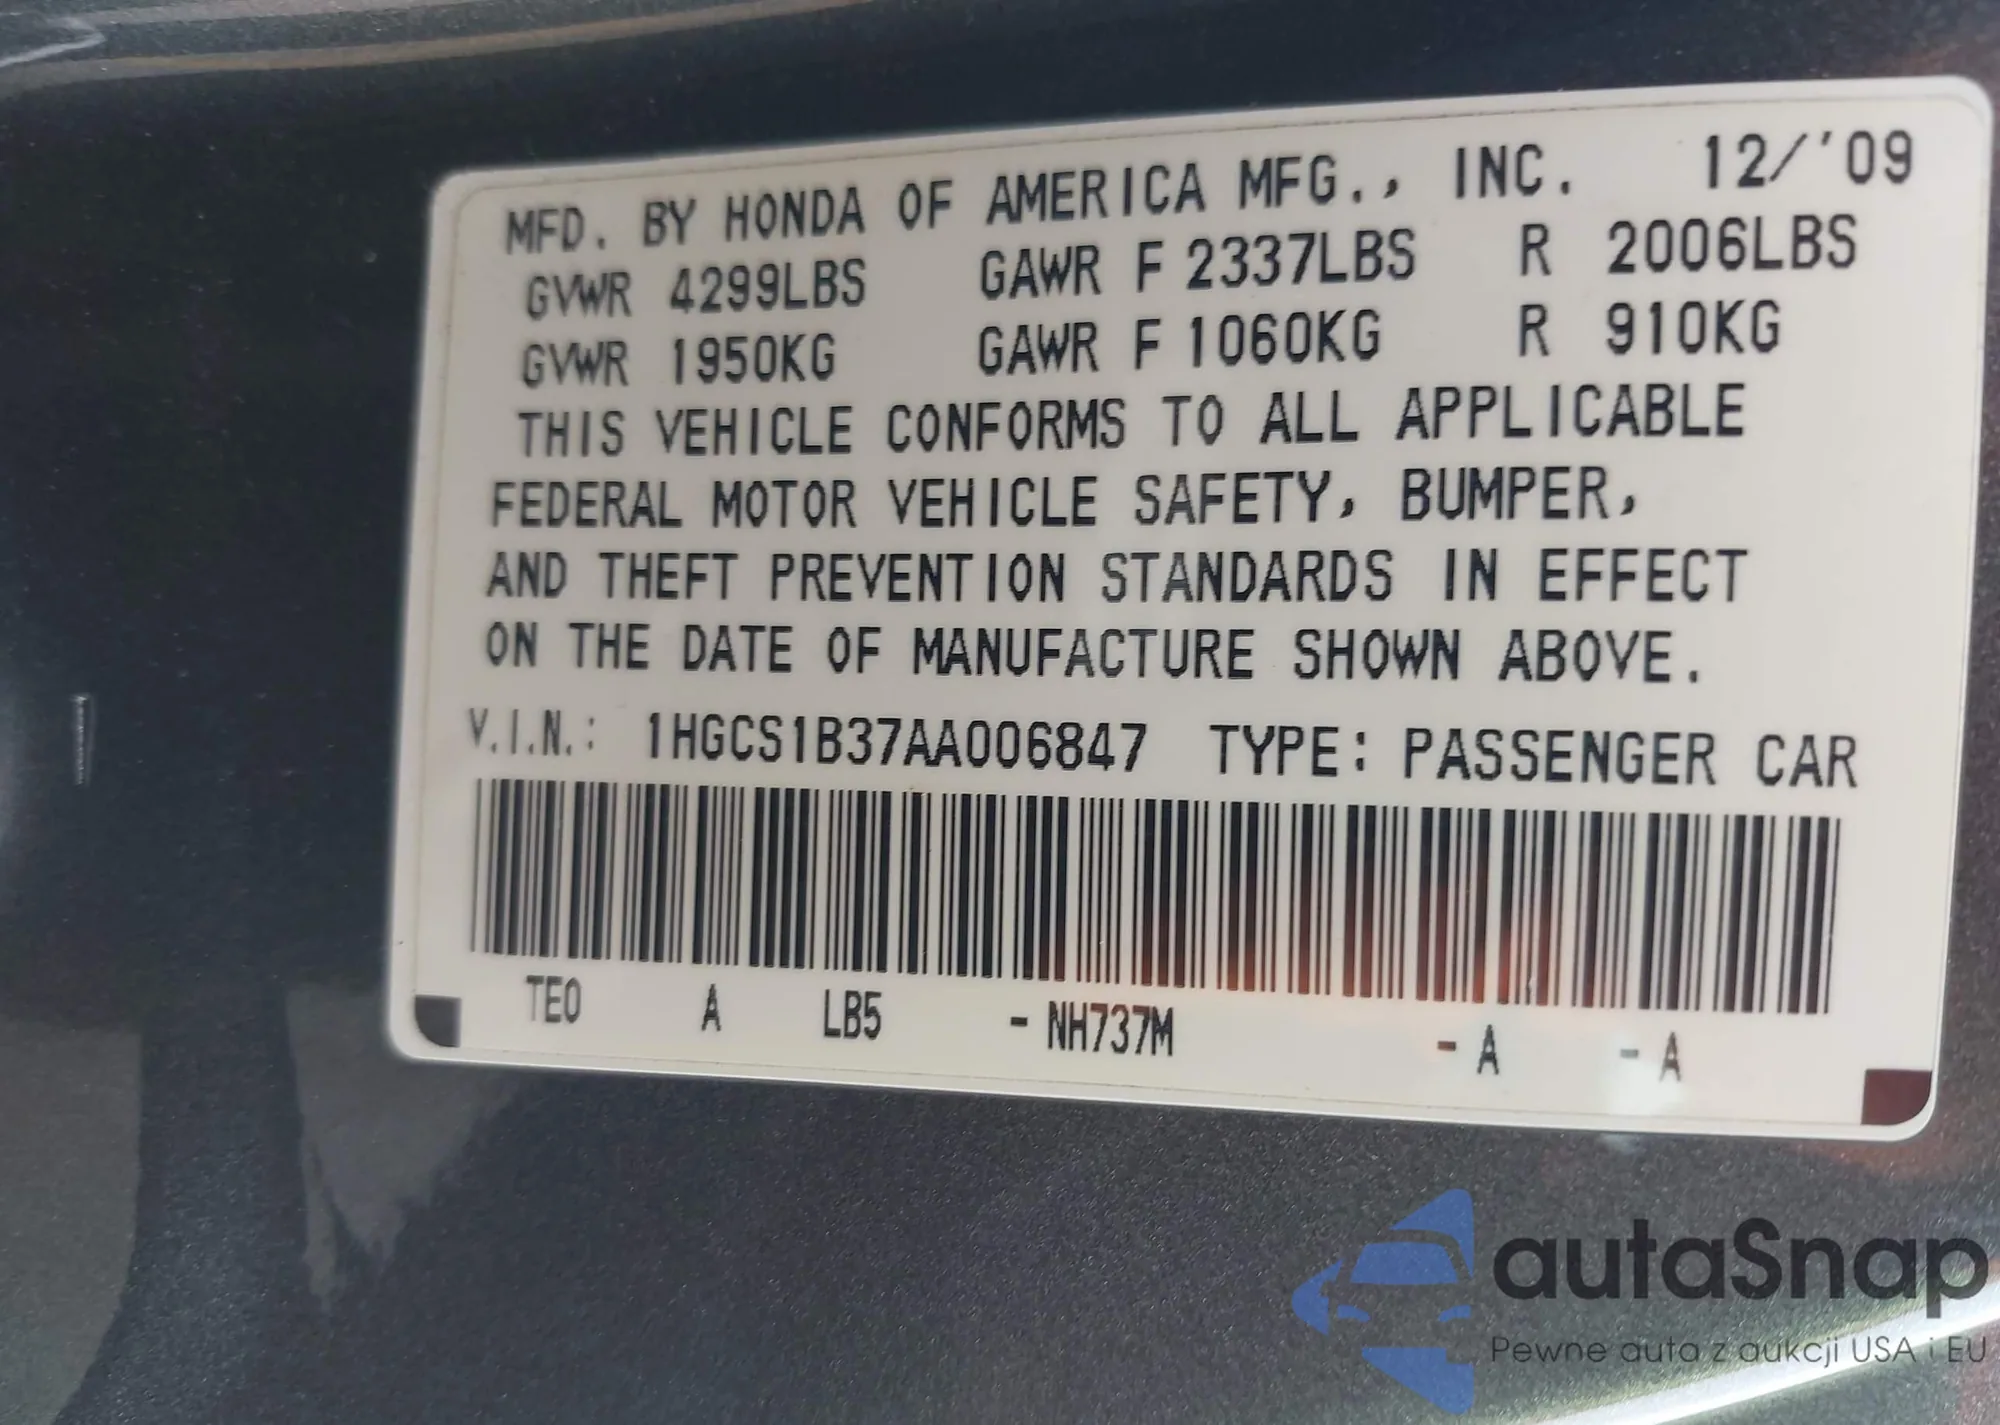 MFD. BY HONDA OF AMERICA MFG., INC. 12/'09
GVWR 4299LBS GAWR F 2337LBS R 2006LBS
GVWR 1950KG GAWR F 1060KG R 910KG
THIS VEHICLE CONFORMS TO ALL APPLICABLE
FEDERAL MOTOR VEHICLE SAFETY, BUMPER,
AND THEFT PREVENTION STANDARDS IN EFFECT
ON THE DATE OF MANUFACTURE SHOWN ABOVE.
V.I.N.: 1HGCS1B37AA006847 TYPE: PASSENGER CAR
TE0 A LB5 - NH737M - A - A
autaSnap
Pewne auta z aukcji USA i EU